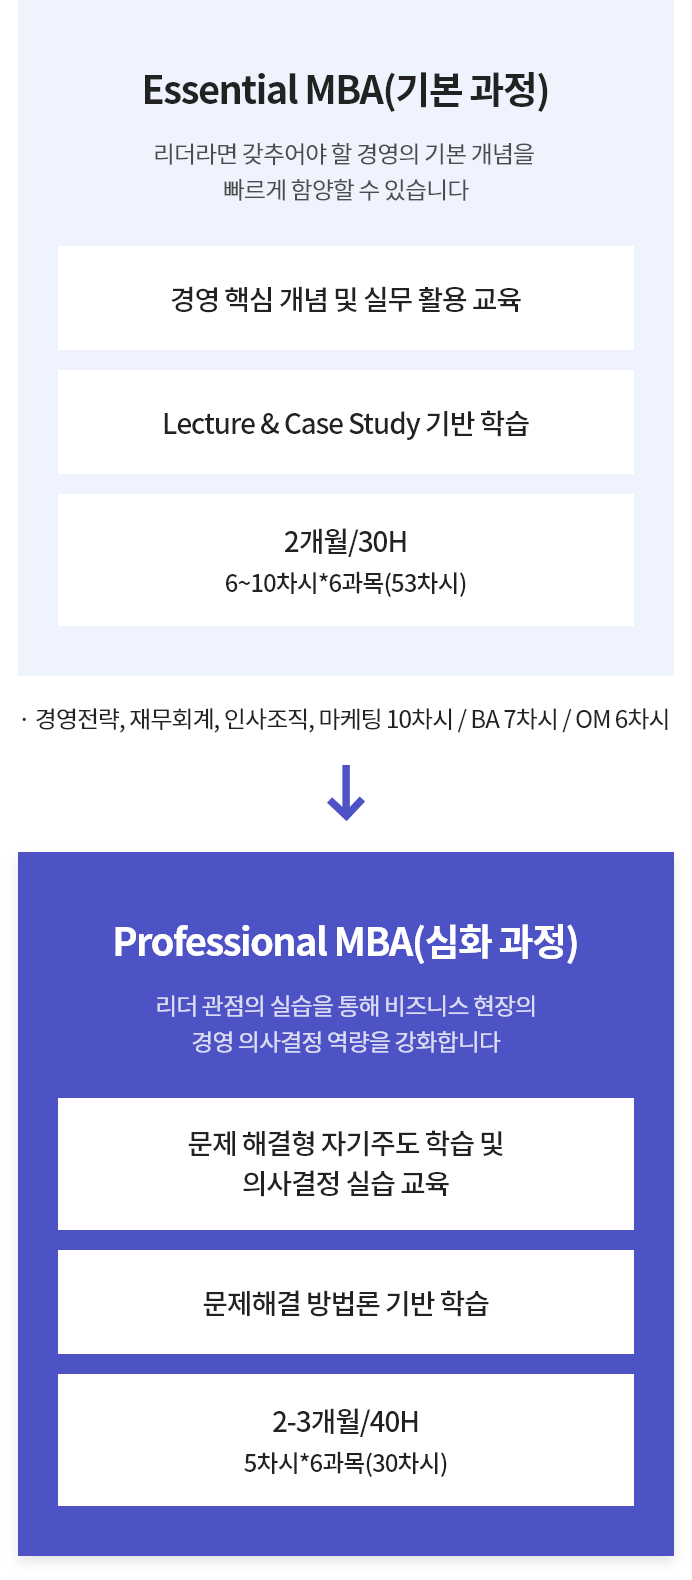 Essential MBA(기본 과정)
리더라면 갖추어야 할 경영의 기본 개념을
빠르게 함양할 수 있습니다
경영 핵심 개념 및 실무 활용 교육
Lecture & Case Study 기반 학습
2개월/30H
6~10차시*6과목(53차시)
· 경영전략, 재무회계, 인사조직, 마케팅 10차시 / BA 7차시 / OM 6차시
Professional MBA(심화 과정)
리더 관점의 실습을 통해 비즈니스 현장의
경영 의사결정 역량을 강화합니다
문제 해결형 자기주도 학습 및
의사결정 실습 교육
문제해결 방법론 기반 학습
2-3개월/40H
5차시*6과목(30차시)